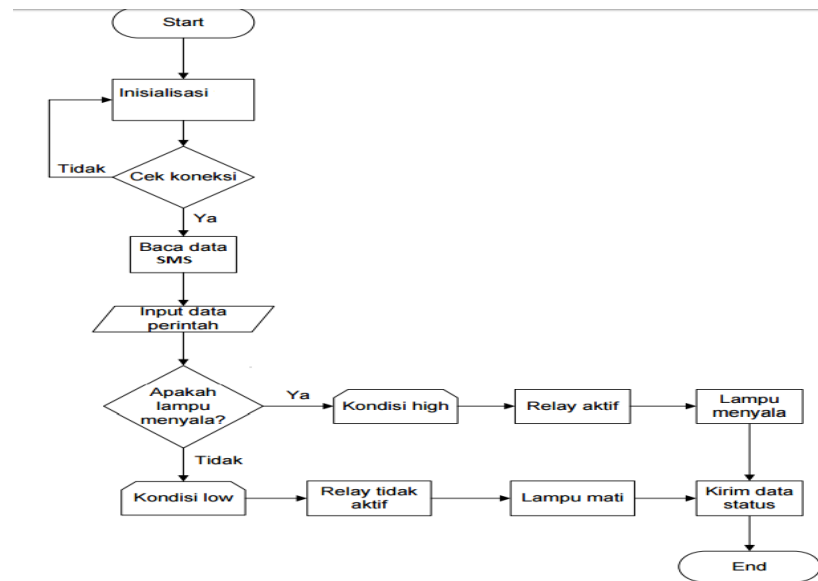 Start
Inisialisasi
Tidak
Cek koneksi
Ya
Baca data
SMS
Input data
perintah
Apakah
lampu
menyala?
Ya
Kondisi high
Relay aktif
Lampu
menyala
Tidak
Kondisi low
Relay tidak
aktif
Lampu mati
Kirim data
status
End